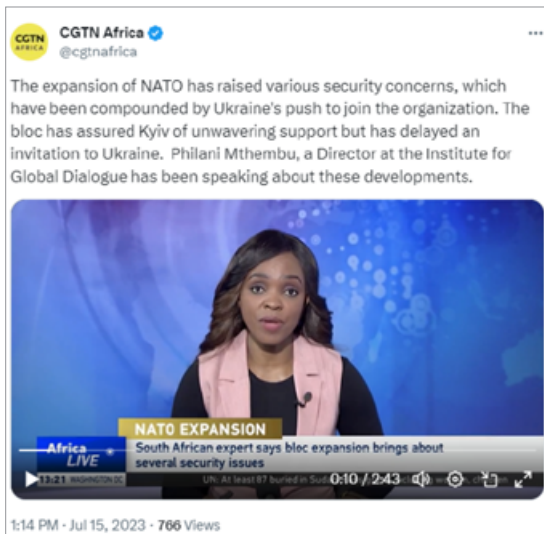 CGTN
AFRICA
CGTN Africa
@cgtnafrica
The expansion of NATO has raised various security concerns, which
have been compounded by Ukraine's push to join the organization. The
bloc has assured Kyiv of unwavering support but has delayed an
invitation to Ukraine. Philani Mthembu, a Director at the Institute for
Global Dialogue has been speaking about these developments.
NATO EXPANSION
Africa
LIVE
South African expert says bloc expansion brings about
several security issues
13:21 WASHINGTON DC
UN: At least 87 buried in
0:10 / 2:43
1:14 PM · Jul 15, 2023 · 766 Views